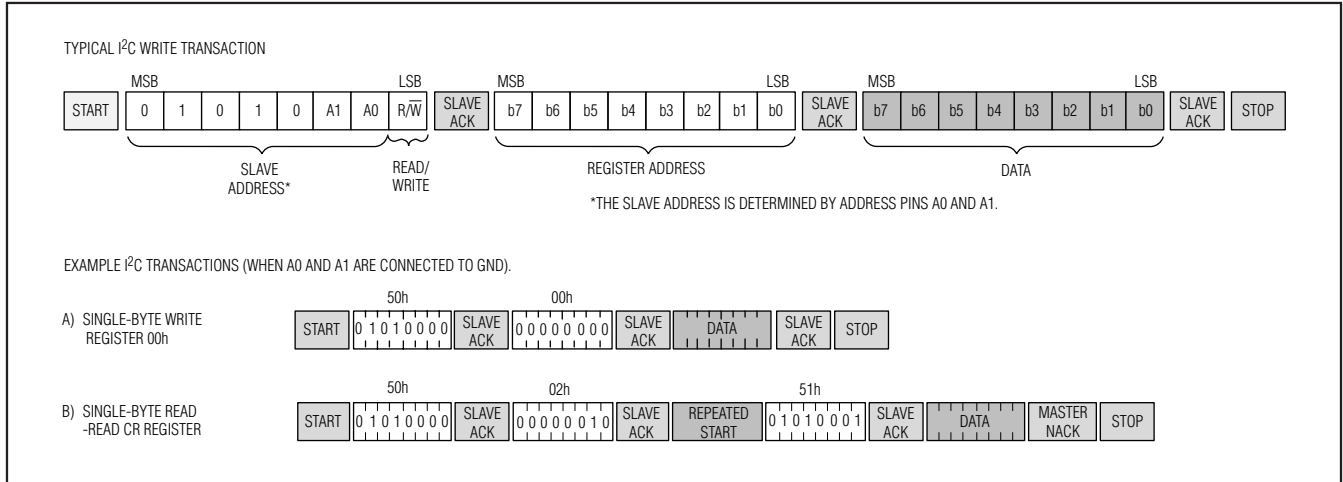 TYPICAL I²C WRITE TRANSACTION
MSB LSB MSB LSB MSB LSB
START 0 1 0 1 0 A1 A0 R/W̅ SLAVE ACK b7 b6 b5 b4 b3 b2 b1 b0 SLAVE ACK b7 b6 b5 b4 b3 b2 b1 b0 SLAVE ACK STOP
SLAVE ADDRESS* READ/WRITE REGISTER ADDRESS DATA
*THE SLAVE ADDRESS IS DETERMINED BY ADDRESS PINS A0 AND A1.
EXAMPLE I²C TRANSACTIONS (WHEN A0 AND A1 ARE CONNECTED TO GND).
50h 00h
A) SINGLE-BYTE WRITE
REGISTER 00h
START 0 1 0 1 0 0 0 0 SLAVE ACK 0 0 0 0 0 0 0 0 SLAVE ACK DATA SLAVE ACK STOP
50h 02h 51h
B) SINGLE-BYTE READ
-READ CR REGISTER
START 0 1 0 1 0 0 0 0 SLAVE ACK 0 0 0 0 0 0 1 0 SLAVE ACK REPEATED START 0 1 0 1 0 0 0 1 SLAVE ACK DATA MASTER NACK STOP